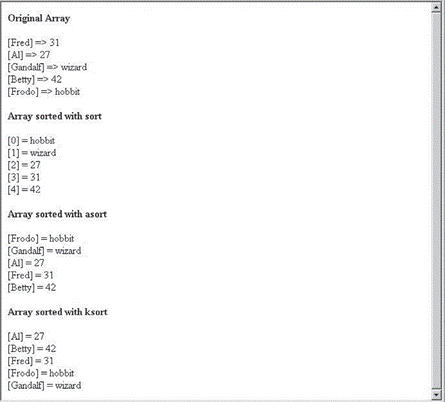 Original Array
[Fred] => 31
[Al] => 27
[Gandalf] => wizard
[Betty] => 42
[Frodo] => hobbit
Array sorted with sort
[0] = hobbit
[1] = wizard
[2] = 27
[3] = 31
[4] = 42
Array sorted with asort
[Frodo] = hobbit
[Gandalf] = wizard
[Al] = 27
[Fred] = 31
[Betty] = 42
Array sorted with ksort
[Al] = 27
[Betty] = 42
[Fred] = 31
[Frodo] = hobbit
[Gandalf] = wizard